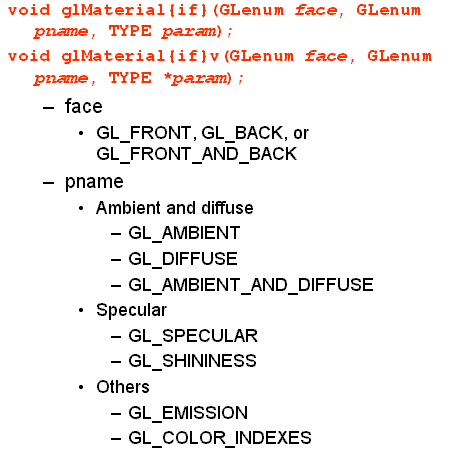 void glMaterial{if}(GLenum face, GLenum
pname, TYPE param);
void glMaterial{if}v(GLenum face, GLenum
pname, TYPE *param);
– face
• GL_FRONT, GL_BACK, or
GL_FRONT_AND_BACK
– pname
• Ambient and diffuse
– GL_AMBIENT
– GL_DIFFUSE
– GL_AMBIENT_AND_DIFFUSE
• Specular
– GL_SPECULAR
– GL_SHININESS
• Others
– GL_EMISSION
– GL_COLOR_INDEXES